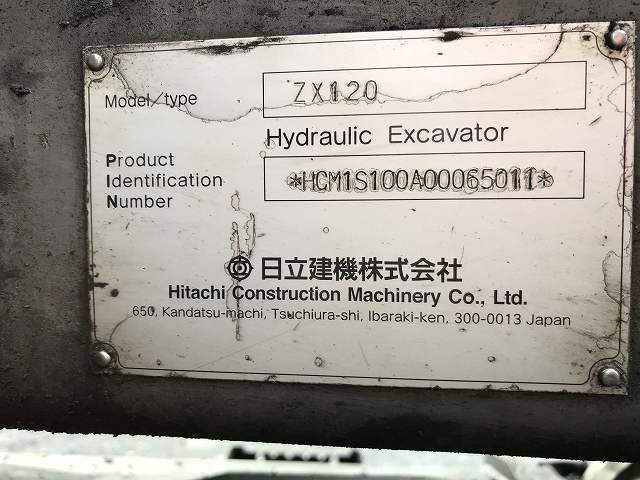 Model/type ZX120
Hydraulic Excavator
Product
Identification
Number
*HCM1S100A00065011*
日立建機株式会社
Hitachi Construction Machinery Co., Ltd.
650, Kandatsu-machi, Tsuchiura-shi, Ibaraki-ken, 300-0013 Japan